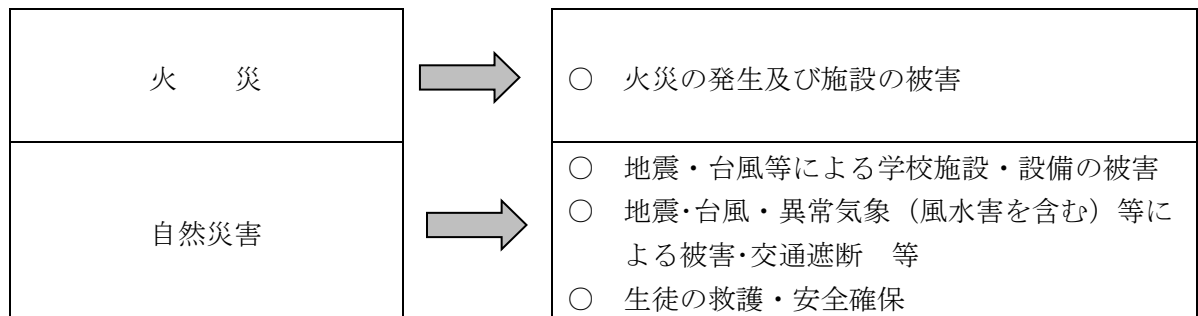 火　　災
○　火災の発生及び施設の被害
自然災害
○　地震・台風等による学校施設・設備の被害
○　地震･台風・異常気象（風水害を含む）等に
よる被害･交通遮断　等
○　生徒の救護・安全確保